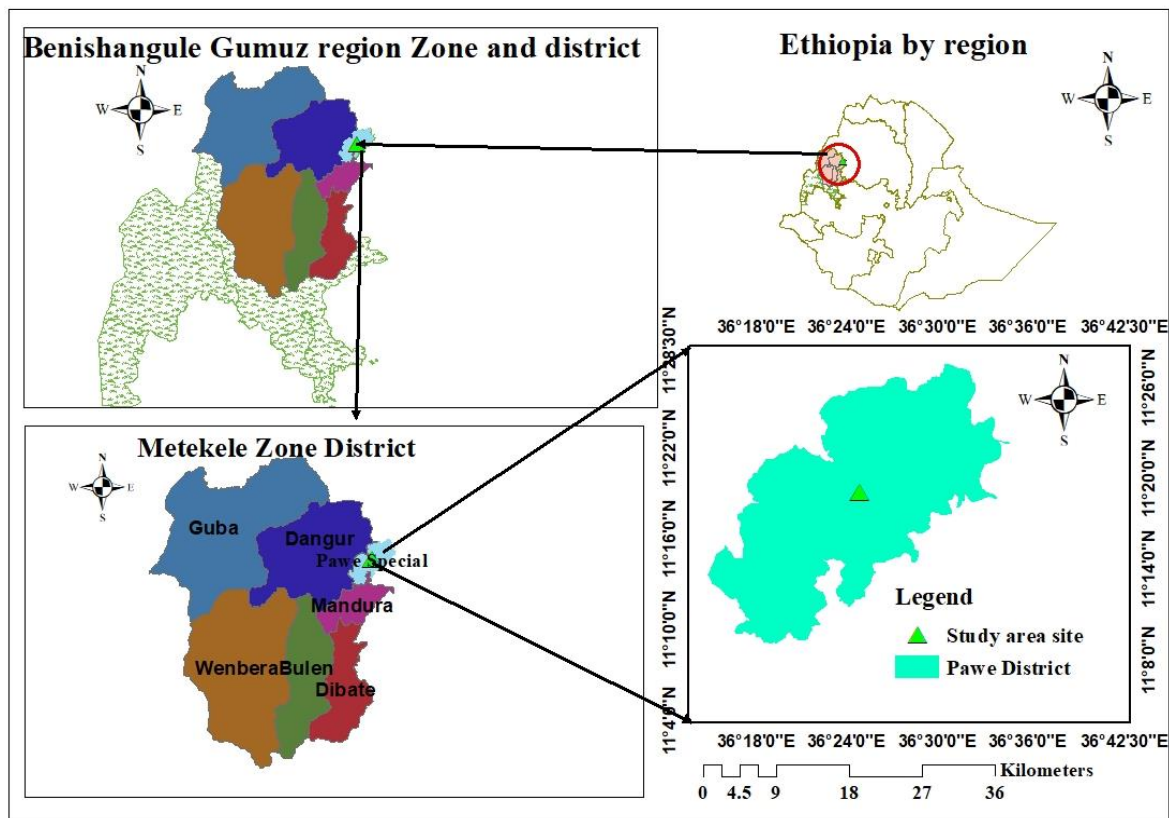 Benishangule Gumuz region Zone and district
N
W E
S
Ethiopia by region
N
W E
S
Metekele Zone District
N
W E
S
Guba
Dangur
Pawe Special
Mandura
Wenbera Bulen
Dibate
36°18'0"E 36°24'0"E 36°30'0"E 36°36'0"E 36°42'30"E
11°28'30"N
11°22'0"N
11°16'0"N
11°10'0"N
11°4'0"N
N
W E
S
11°26'0"N
11°20'0"N
11°14'0"N
11°8'0"N
Legend
Study area site
Pawe District
36°18'0"E 36°24'0"E 36°30'0"E 36°36'0"E 36°42'30"E
Kilometers
0 4.5 9 18 27 36